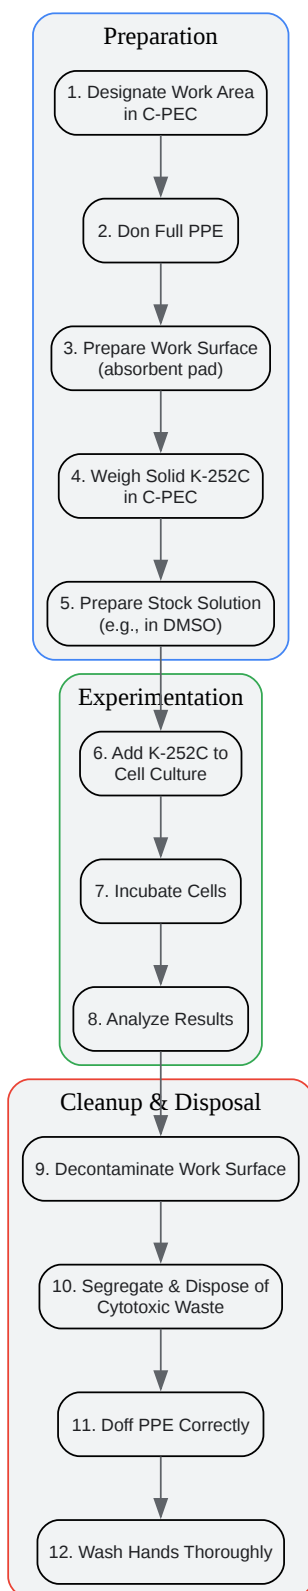 Preparation
1. Designate Work Area
in C-PEC
2. Don Full PPE
3. Prepare Work Surface
(absorbent pad)
4. Weigh Solid K-252C
in C-PEC
5. Prepare Stock Solution
(e.g., in DMSO)
Experimentation
6. Add K-252C to
Cell Culture
7. Incubate Cells
8. Analyze Results
Cleanup & Disposal
9. Decontaminate Work Surface
10. Segregate & Dispose of
Cytotoxic Waste
11. Doff PPE Correctly
12. Wash Hands Thoroughly